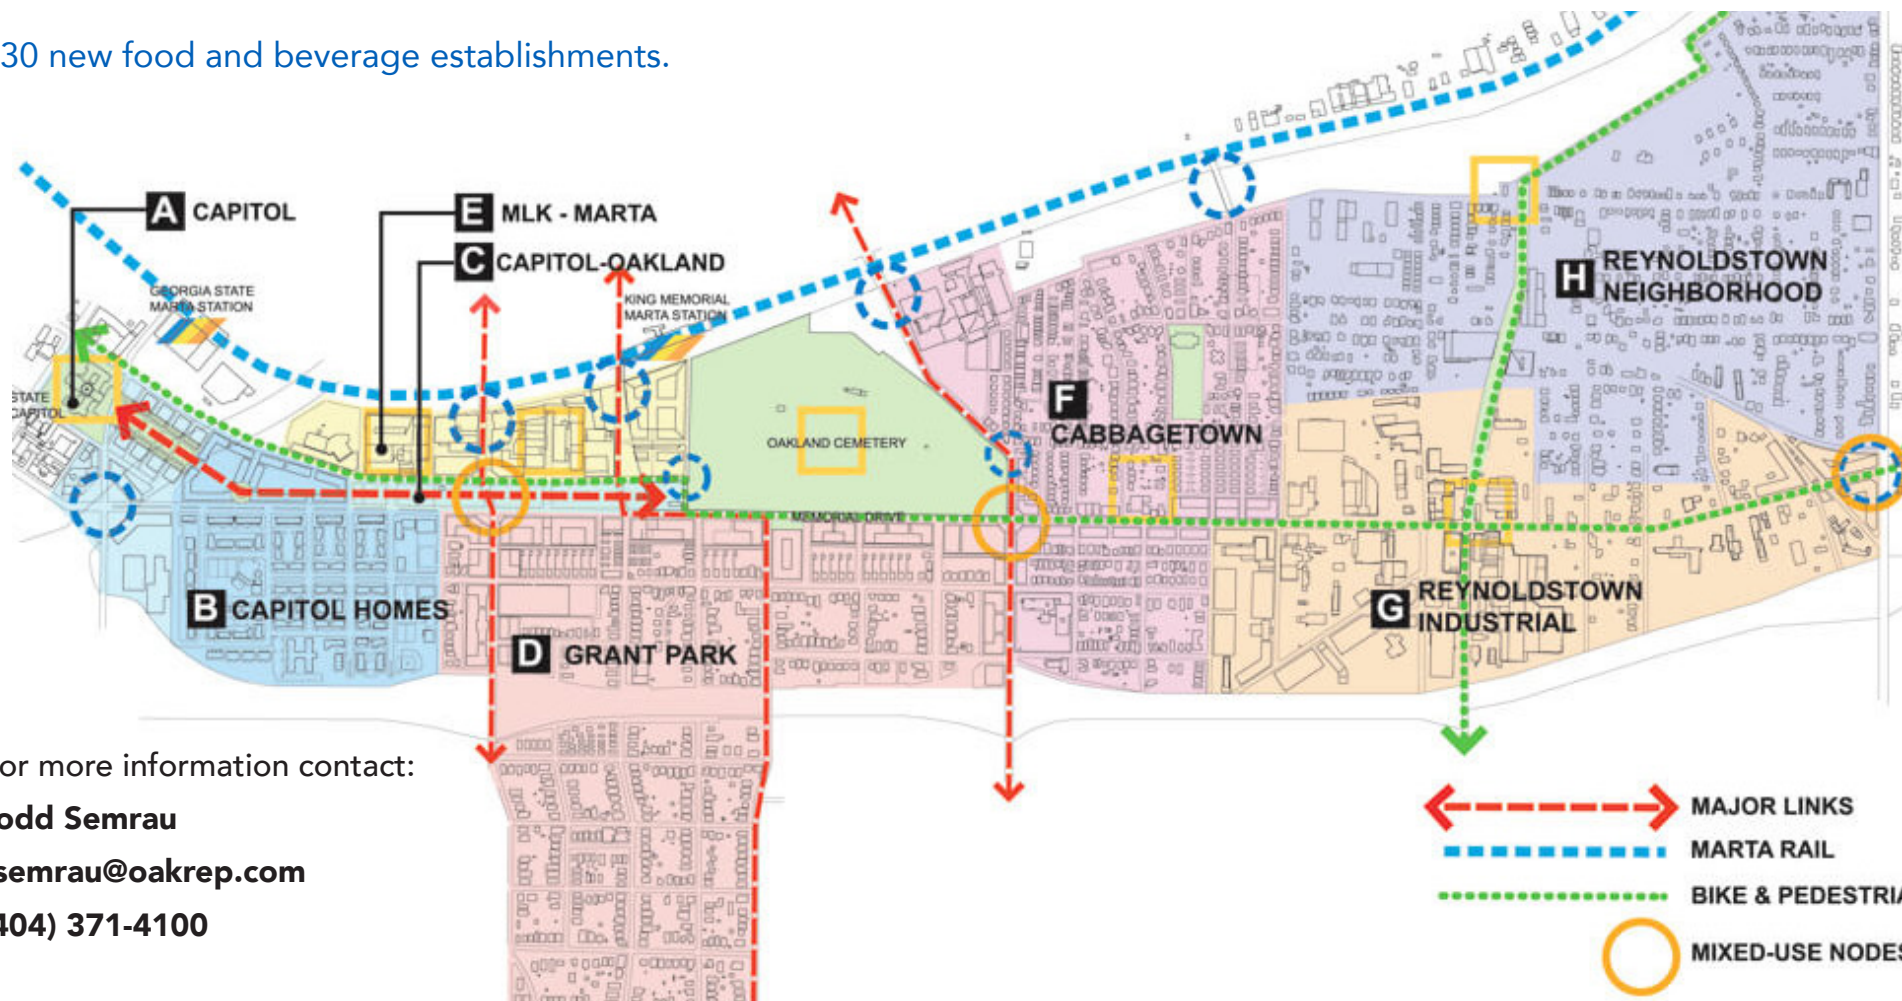 30 new food and beverage establishments.
A CAPITOL
E MLK - MARTA
C CAPITOL-OAKLAND
GEORGIA STATE
MARTA STATION
KING MEMORIAL
MARTA STATION
STATE
CAPITOL
OAKLAND CEMETERY
MEMORIAL DRIVE
F
CABBAGETOWN
H REYNOLDSTOWN
NEIGHBORHOOD
B CAPITOL HOMES
D GRANT PARK
G REYNOLDSTOWN
INDUSTRIAL
or more information contact:
odd Semrau
semrau@oakrep.com
404) 371-4100
MAJOR LINKS
MARTA RAIL
BIKE & PEDESTRIA
MIXED-USE NODES